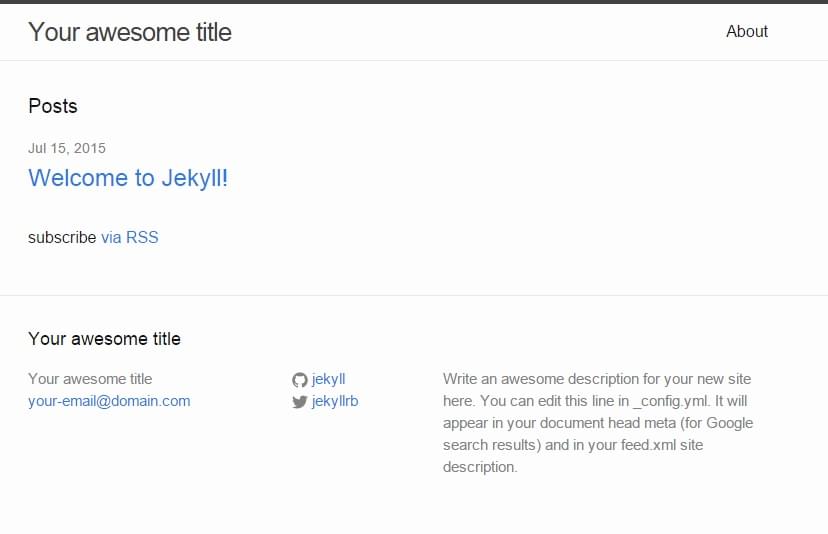 Your awesome title
About
Posts
Jul 15, 2015
Welcome to Jekyll!
subscribe via RSS
Your awesome title
Your awesome title
your-email@domain.com
jekyll
jekyllrb
Write an awesome description for your new site
here. You can edit this line in _config.yml. It will
appear in your document head meta (for Google
search results) and in your feed.xml site
description.